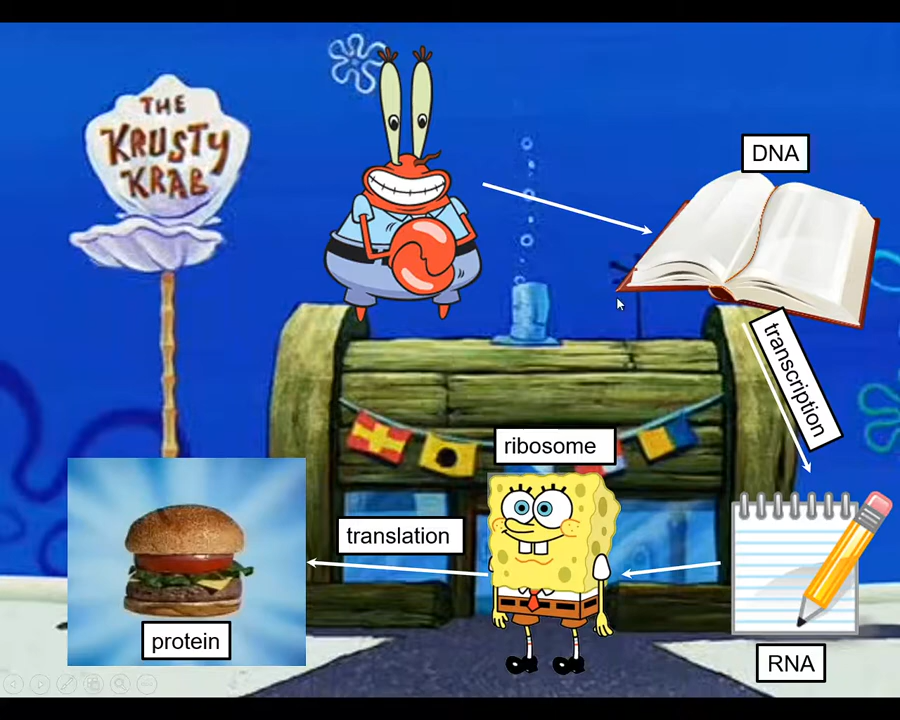 THE
KRUSTY
KRAB
DNA
transcription
ribosome
translation
protein
RNA